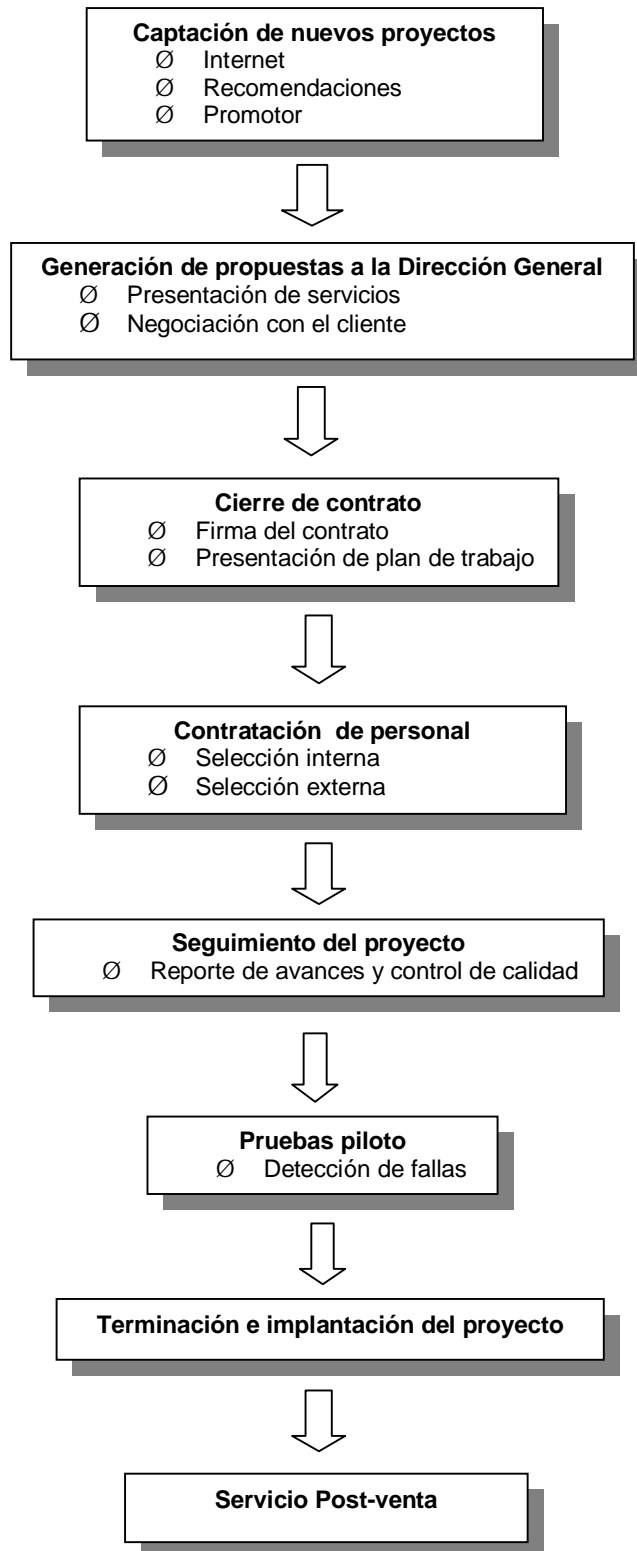 Captación de nuevos proyectos
Ø Internet
Ø Recomendaciones
Ø Promotor
Generación de propuestas a la Dirección General
Ø Presentación de servicios
Ø Negociación con el cliente
Cierre de contrato
Ø Firma del contrato
Ø Presentación de plan de trabajo
Contratación de personal
Ø Selección interna
Ø Selección externa
Seguimiento del proyecto
Ø Reporte de avances y control de calidad
Pruebas piloto
Ø Detección de fallas
Terminación e implantación del proyecto
Servicio Post-venta